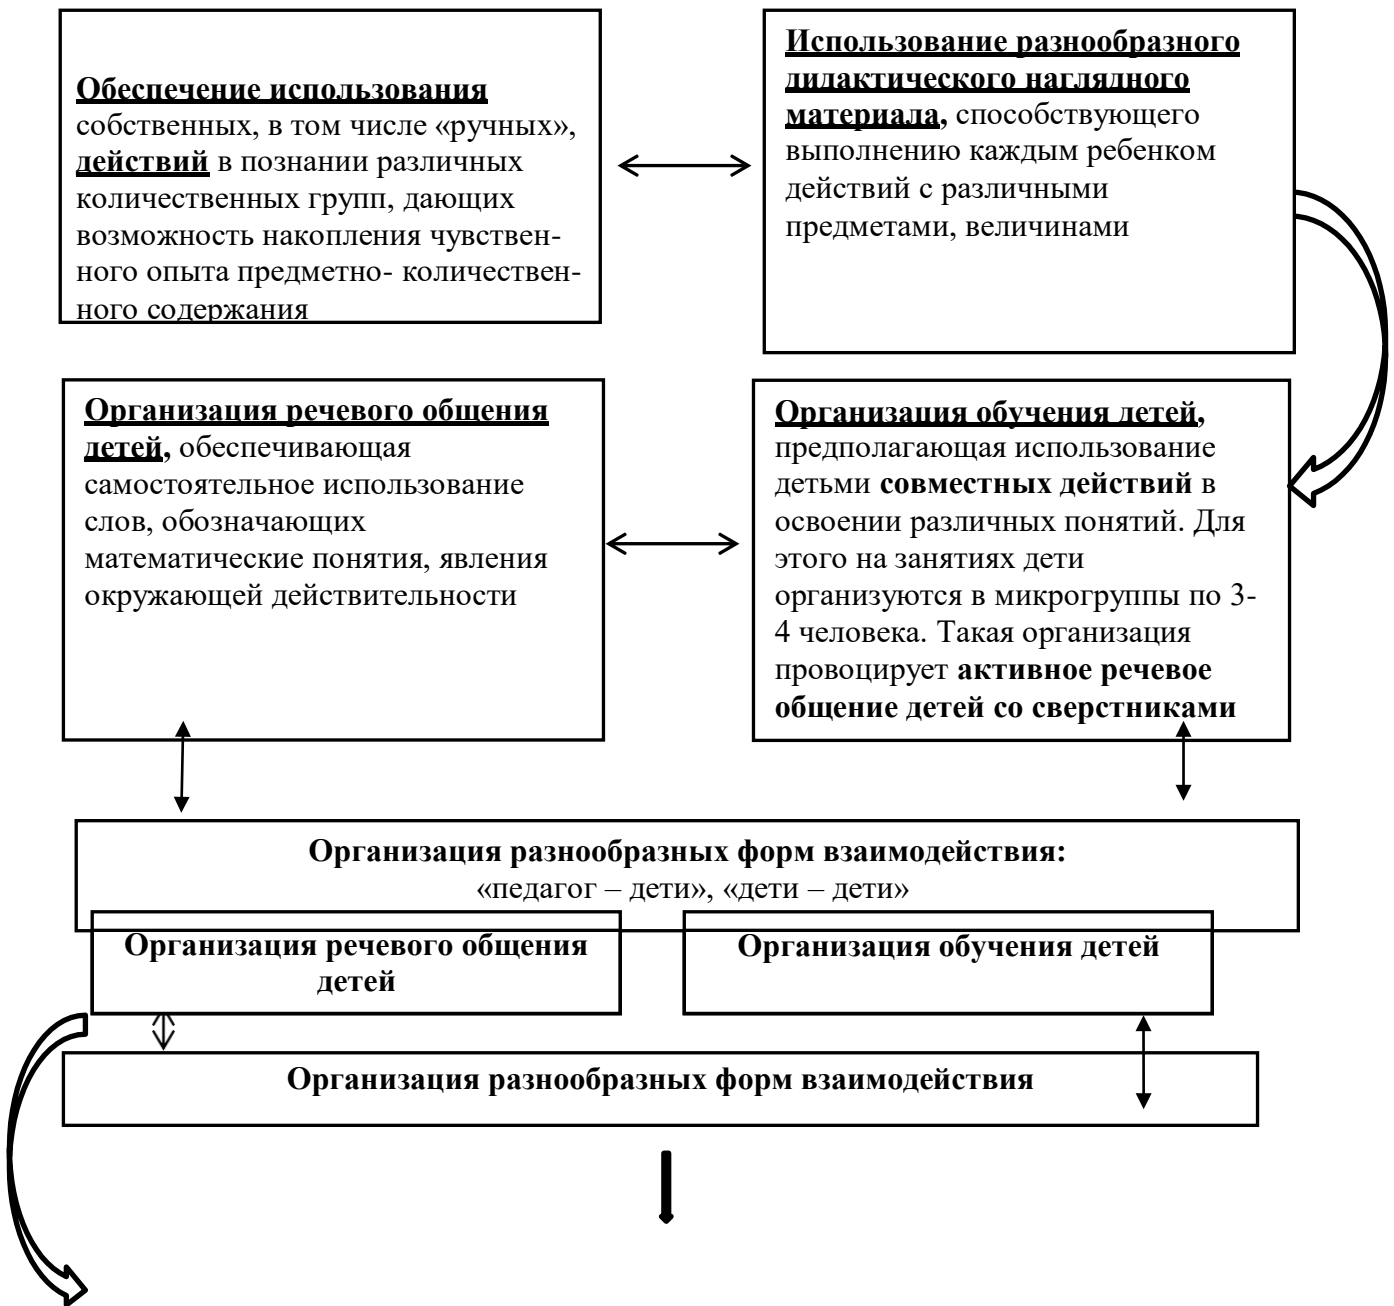 Обеспечение использования
собственных, в том числе «ручных»,
действий в познании различных
количественных групп, дающих
возможность накопления чувствен-
ного опыта предметно- количествен-
ного содержания
Использование разнообразного
дидактического наглядного
материала, способствующего
выполнению каждым ребенком
действий с различными
предметами, величинами
Организация речевого общения
детей, обеспечивающая
самостоятельное использование
слов, обозначающих
математические понятия, явления
окружающей действительности
Организация обучения детей,
предполагающая использование
детьми совместных действий в
освоении различных понятий. Для
этого на занятиях дети
организуются в микрогруппы по 3-
4 человека. Такая организация
провоцирует активное речевое
общение детей со сверстниками
Организация разнообразных форм взаимодействия:
«педагог – дети», «дети – дети»
Организация речевого общения
детей
Организация обучения детей
Организация разнообразных форм взаимодействия